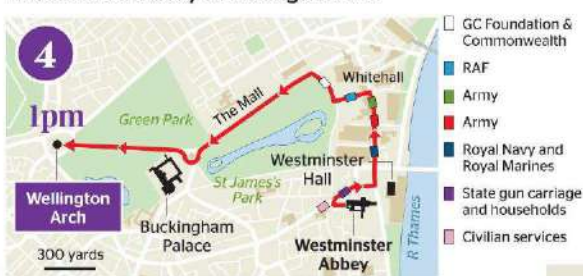 4
1pm
Green Park
The Mall
Whitehall
Westminster
Hall
St James's
Park
Wellington
Arch
Buckingham
Palace
Westminster
Abbey
R Thames
300 yards
GC Foundation &
Commonwealth
RAF
Army
Army
Royal Navy and
Royal Marines
State gun carriage
and households
Civilian services